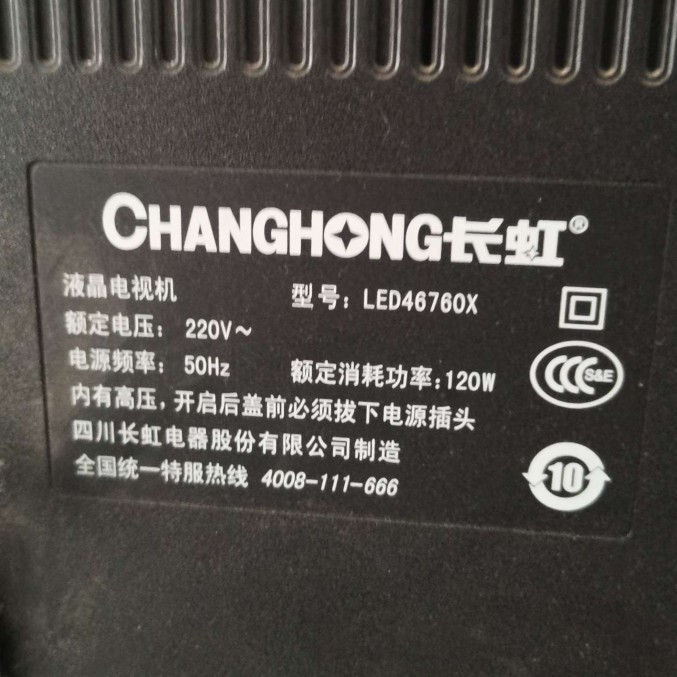 CHANGHONG长虹®
液晶电视机 型号：LED46760X
额定电压： 220V～
电源频率： 50Hz 额定消耗功率：120W
内有高压，开启后盖前必须拔下电源插头
四川长虹电器股份有限公司制造
全国统一特服热线 4008-111-666
CCC S&E
10